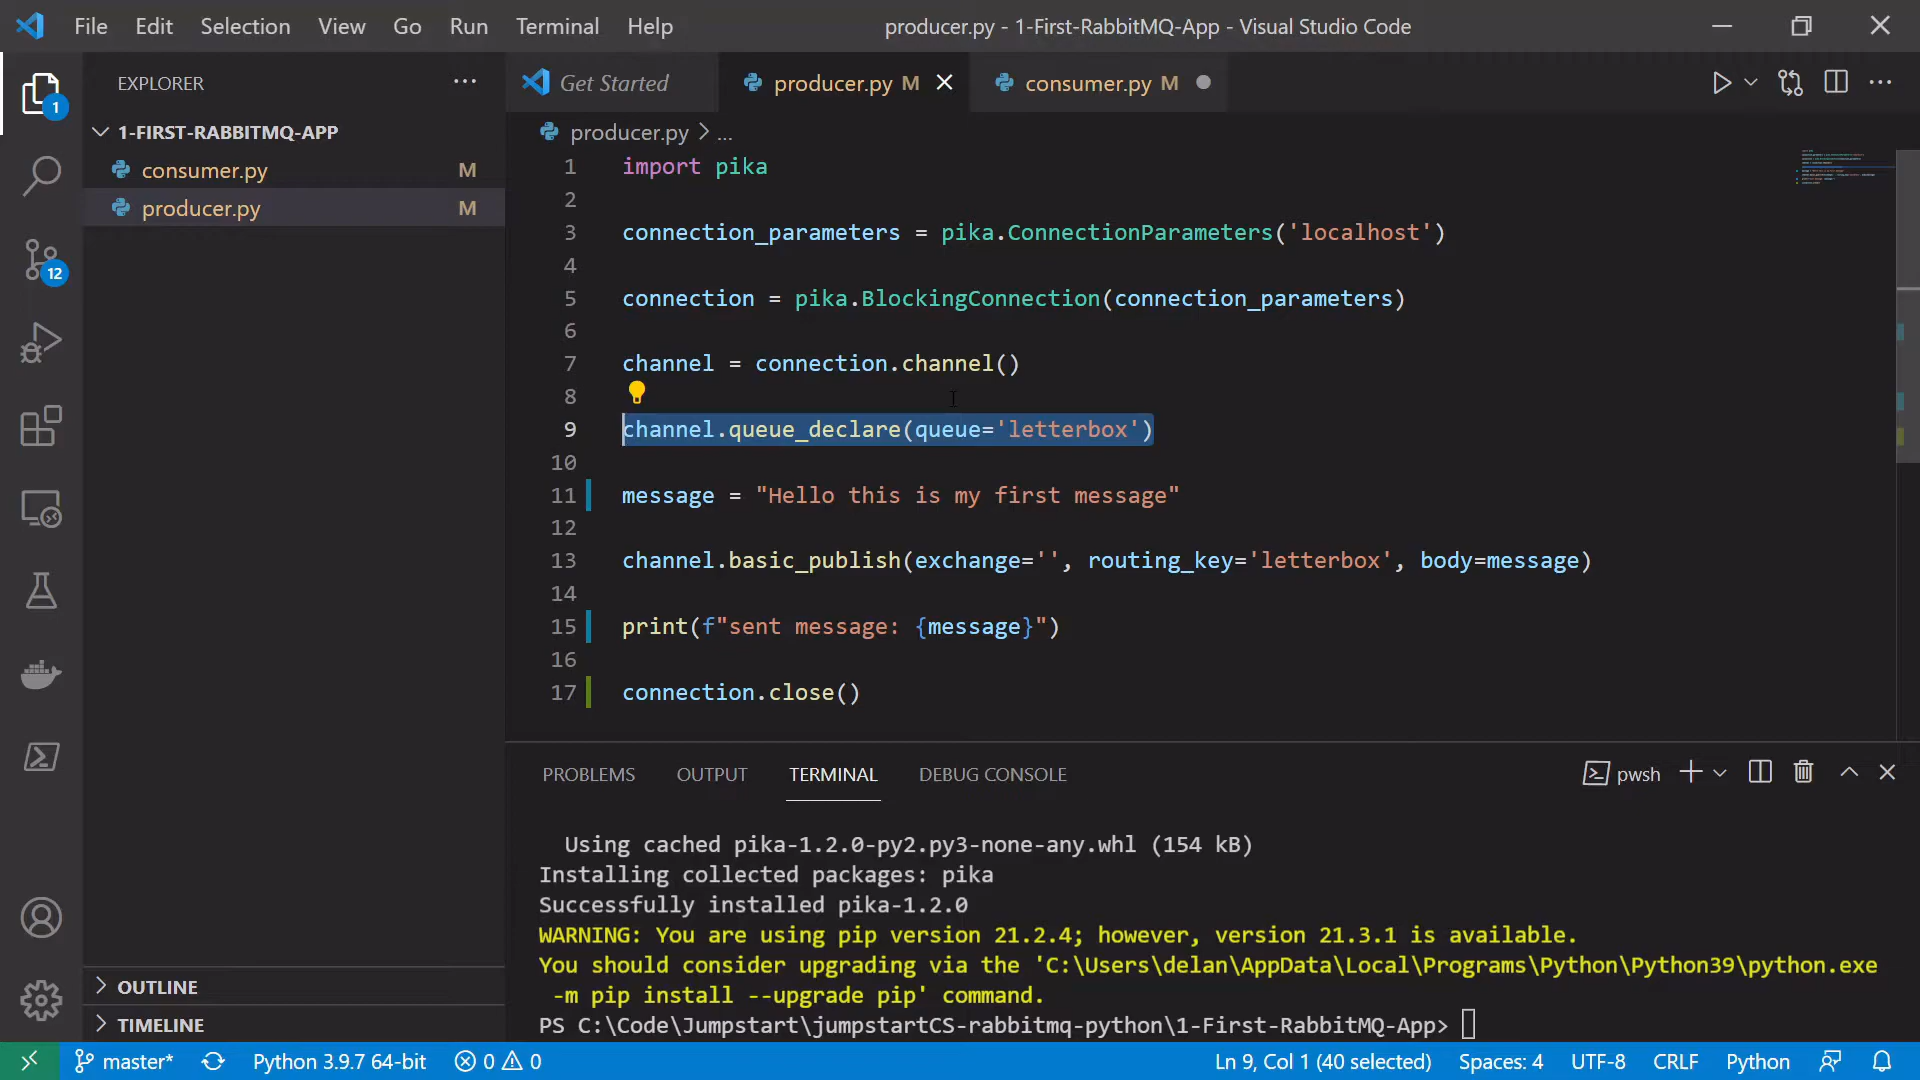 File Edit Selection View Go Run Terminal Help producer.py - 1-First-RabbitMQ-App - Visual Studio Code
EXPLORER
Get Started producer.py M consumer.py M
1-FIRST-RABBITMQ-APP
producer.py > ...
consumer.py M
producer.py M
1 import pika
2
3 connection_parameters = pika.ConnectionParameters('localhost')
4
5 connection = pika.BlockingConnection(connection_parameters)
6
7 channel = connection.channel()
8
9 channel.queue_declare(queue='letterbox')
10
11 message = "Hello this is my first message"
12
13 channel.basic_publish(exchange='', routing_key='letterbox', body=message)
14
15 print(f"sent message: {message}")
16
17 connection.close()
1
12
PROBLEMS OUTPUT TERMINAL DEBUG CONSOLE pwsh
Using cached pika-1.2.0-py2.py3-none-any.whl (154 kB)
Installing collected packages: pika
Successfully installed pika-1.2.0
WARNING: You are using pip version 21.2.4; however, version 21.3.1 is available.
You should consider upgrading via the 'C:\Users\delan\AppData\Local\Programs\Python\Python39\python.exe
-m pip install --upgrade pip' command.
PS C:\Code\Jumpstart\jumpstartCS-rabbitmq-python\1-First-RabbitMQ-App>
OUTLINE
TIMELINE
master* Python 3.9.7 64-bit 0 0 Ln 9, Col 1 (40 selected) Spaces: 4 UTF-8 CRLF Python